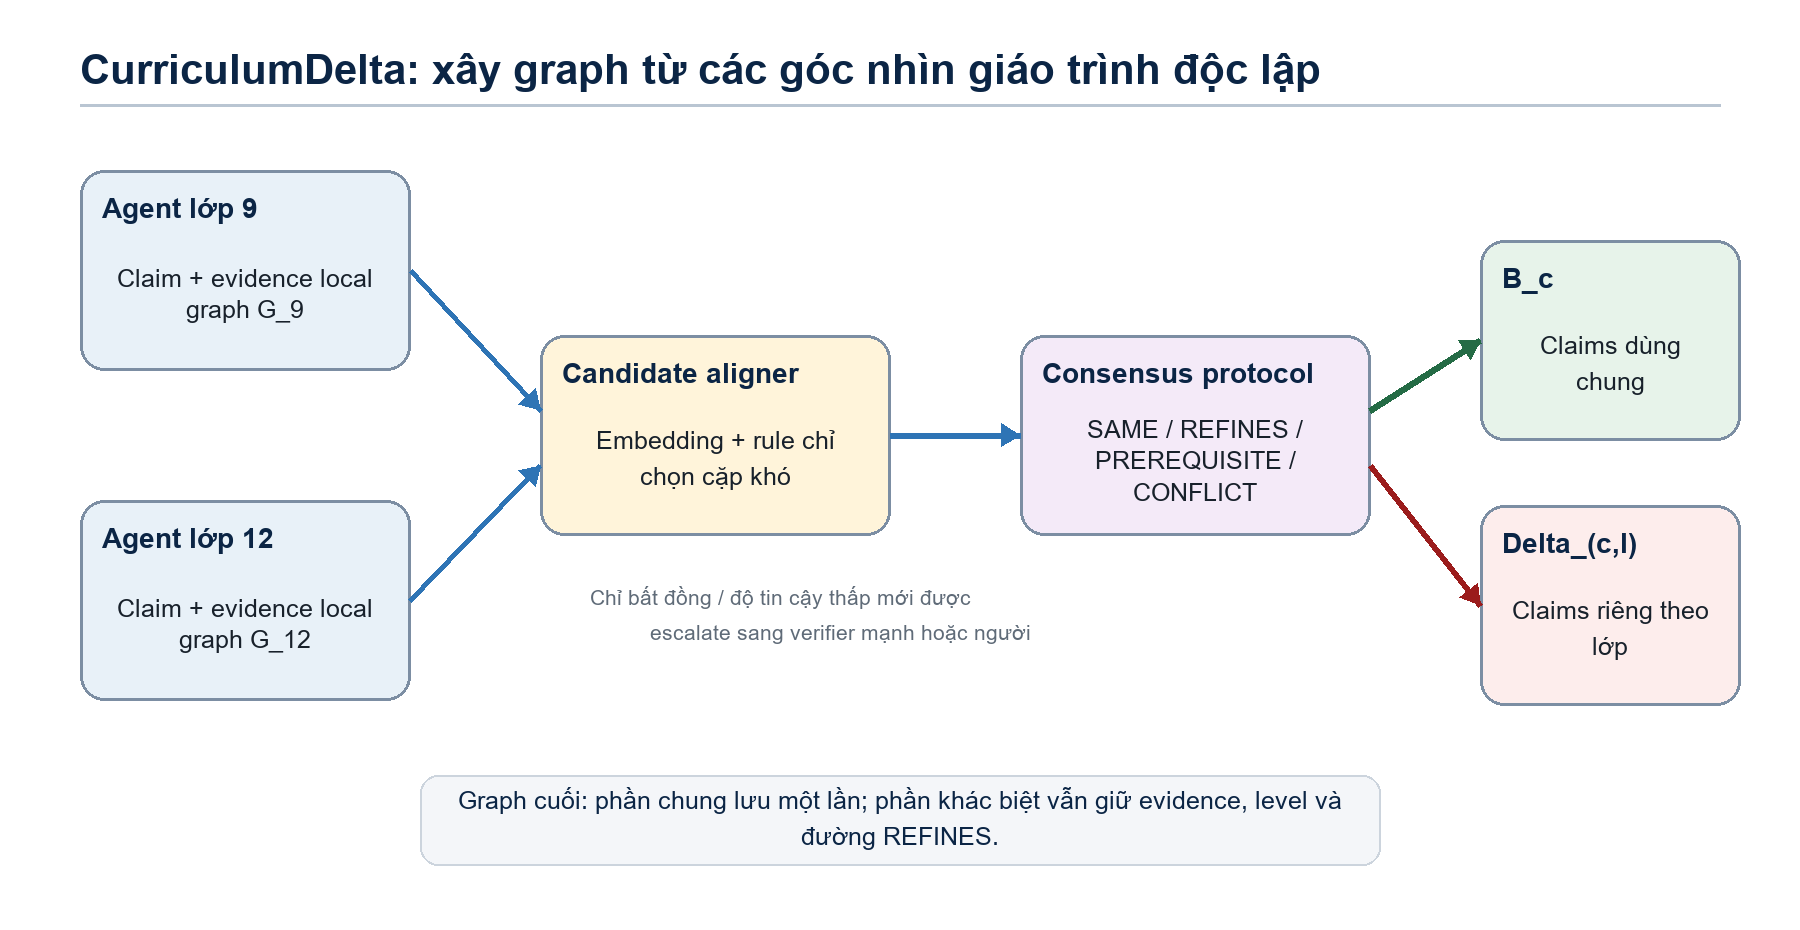 CurriculumDelta: xây graph từ các góc nhìn giáo trình độc lập
Agent lớp 9
Claim + evidence local
graph G_9
Agent lớp 12
Claim + evidence local
graph G_12
Candidate aligner
Embedding + rule chỉ
chọn cặp khó
Consensus protocol
SAME / REFINES /
PREREQUISITE /
CONFLICT
B_c
Claims dùng
chung
Delta_(c,l)
Claims riêng theo
lớp
Chỉ bất đồng / độ tin cậy thấp mới được
escalate sang verifier mạnh hoặc người
Graph cuối: phần chung lưu một lần; phần khác biệt vẫn giữ evidence, level và
đường REFINES.